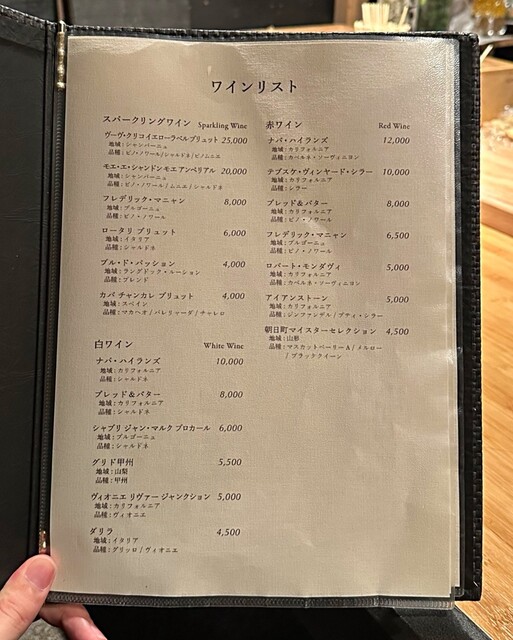 ワインリスト
スパークリングワイン Sparkling Wine
ヴーヴ・クリコイエローラベルブリュット 25,000
地域：シャンパーニュ
品種：ピノ・ノワール/シャルドネ/ピノムニエ
モエ・エ・シャンドンモエアンペリアル 20,000
地域：シャンパーニュ
品種：ピノ・ノワール/ムニエ/シャルドネ
フレデリック・マニャン 8,000
地域：ブルゴーニュ
品種：ピノ・ノワール
ロータリ ブリュット 6,000
地域：イタリア
品種：シャルドネ
ブル・ド・パッション 4,000
地域：ラングドック・ルーション
品種：ブレンド
カバ チャンカレ ブリュット 4,000
地域：スペイン
品種：マカベオ/パレリャーダ/チャレロ
白ワイン White Wine
ナパ・ハイランズ 10,000
地域：カリフォルニア
品種：シャルドネ
ブレッド&バター 8,000
地域：カリフォルニア
品種：シャルドネ
シャブリ ジャン・マルク ブロカール 6,000
地域：ブルゴーニュ
品種：シャルドネ
グリド甲州 5,500
地域：山梨
品種：甲州
ヴィオニエ リヴァー ジャンクション 5,000
地域：カリフォルニア
品種：ヴィオニエ
ダリラ 4,500
地域：イタリア
品種：グリッロ/ヴィオニエ
赤ワイン Red Wine
ナパ・ハイランズ 12,000
地域：カリフォルニア
品種：カベルネ・ソーヴィニヨン
テプスケ・ヴィンヤード・シラー 10,000
地域：カリフォルニア
品種：シラー
ブレッド&バター 8,000
地域：カリフォルニア
品種：ピノ・ノワール
フレデリック・マニャン 6,500
地域：ブルゴーニュ
品種：ピノ・ノワール
ロバート・モンダヴィ 5,000
地域：カリフォルニア
品種：カベルネ・ソーヴィニヨン
アイアンストーン 5,000
地域：カリフォルニア
品種：ジンファンデル/プティ・シラー
朝日町マイスターセレクション 4,500
地域：山形
品種：マスカットベーリーA/メルロー
/ブラッククイーン